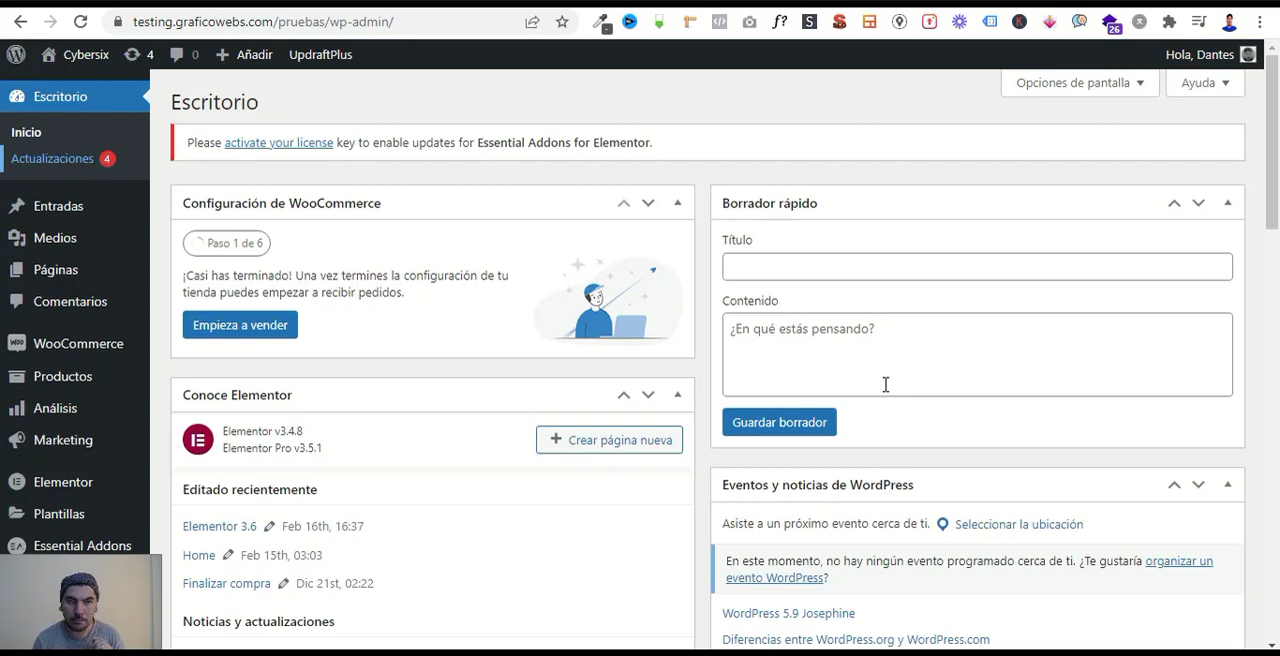 testing.graficowebs.com/pruebas/wp-admin/
26
Cybersix
4
0
Añadir
UpdraftPlus
Hola, Dantes
Escritorio
Inicio
Actualizaciones 4
Entradas
Medios
Páginas
Comentarios
WooCommerce
Productos
Análisis
Marketing
Elementor
Plantillas
Essential Addons
Escritorio
Opciones de pantalla
Ayuda
Please activate your license key to enable updates for Essential Addons for Elementor.
Configuración de WooCommerce
Paso 1 de 6
¡Casi has terminado! Una vez termines la configuración de tu
tienda puedes empezar a recibir pedidos.
Empieza a vender
Conoce Elementor
Elementor v3.4.8
Elementor Pro v3.5.1
Crear página nueva
Editado recientemente
Elementor 3.6 Feb 16th, 16:37
Home Feb 15th, 03:03
Finalizar compra Dic 21st, 02:22
Noticias y actualizaciones
Borrador rápido
Título
Contenido
¿En qué estás pensando?
Guardar borrador
Eventos y noticias de WordPress
Asiste a un próximo evento cerca de ti. Seleccionar la ubicación
En este momento, no hay ningún evento programado cerca de ti. ¿Te gustaría organizar un
evento WordPress?
WordPress 5.9 Josephine
Diferencias entre WordPress.org y WordPress.com